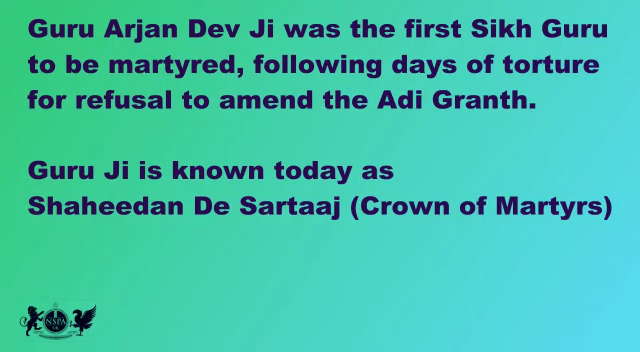 Guru Arjan Dev Ji was the first Sikh Guru
to be martyred, following days of torture
for refusal to amend the Adi Granth.
Guru Ji is known today as
Shaheedan De Sartaaj (Crown of Martyrs)
NSPA